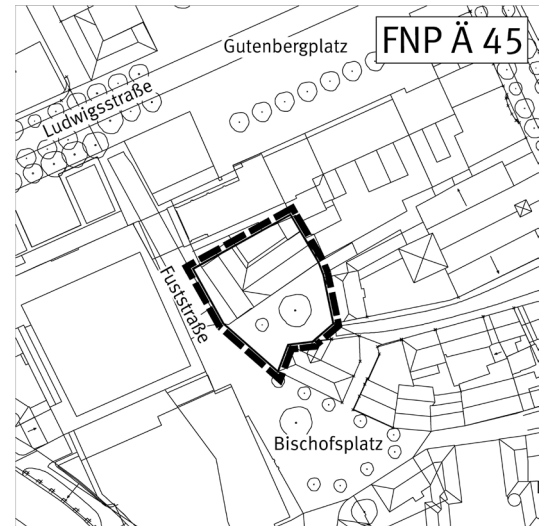 FNP Ä 45
Gutenbergplatz
Ludwigsstraße
Fuststraße
Bischofsplatz